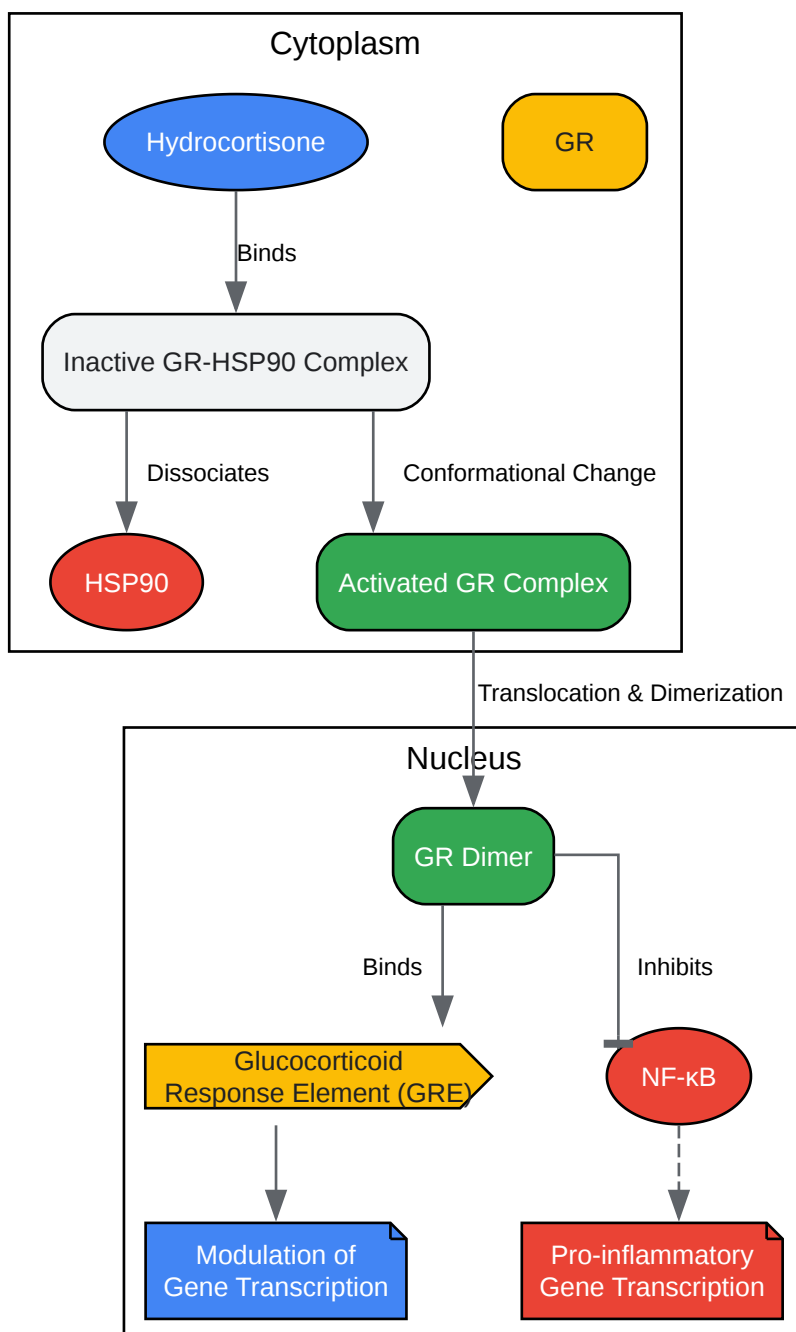 Cytoplasm
Hydrocortisone
GR
Binds
Inactive GR-HSP90 Complex
Dissociates
Conformational Change
HSP90
Activated GR Complex
Translocation & Dimerization
Nucleus
GR Dimer
Binds
Inhibits
Glucocorticoid
Response Element (GRE)
NF-κB
Modulation of
Gene Transcription
Pro-inflammatory
Gene Transcription